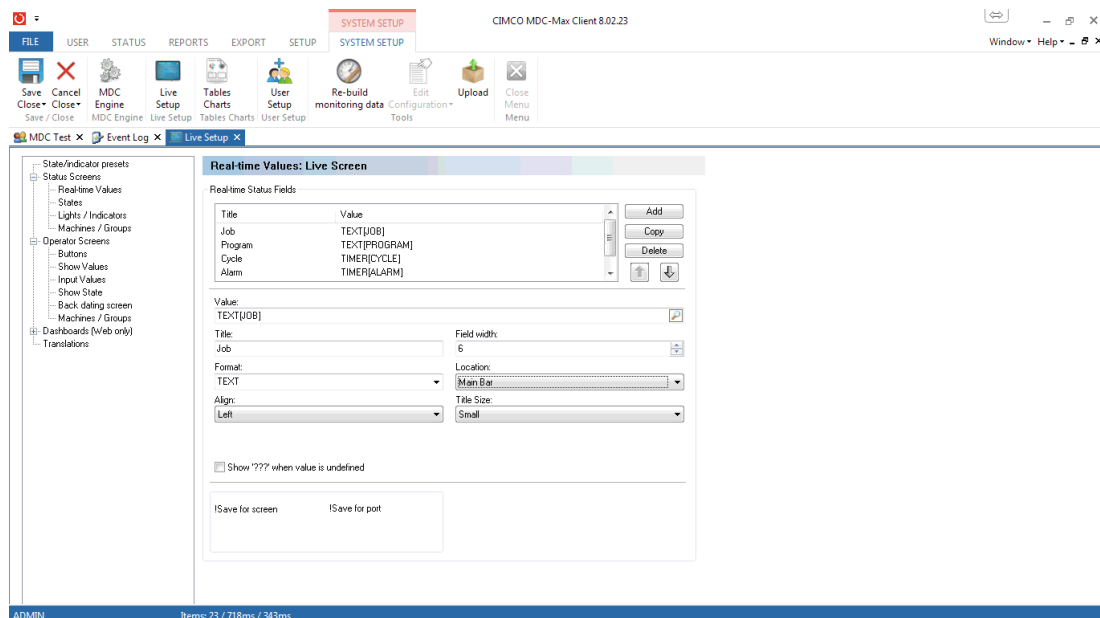 SYSTEM SETUP
CIMCO MDC-Max Client 8.02.23
FILE USER STATUS REPORTS EXPORT SETUP SYSTEM SETUP
Window Help
Save Close
Cancel Close
MDC Engine
Live Setup
Tables Charts
User Setup
Re-build monitoring data
Edit Configuration
Upload
Close Menu
Save / Close
MDC Engine
Live Setup
Tables Charts
User Setup
Tools
Menu
MDC Test
Event Log
Live Setup
State/indicator presets
Status Screens
Real-time Values
States
Lights / Indicators
Machines / Groups
Operator Screens
Buttons
Show Values
Input Values
Show State
Back dating screen
Machines / Groups
Dashboards (Web only)
Translations
Real-time Values: Live Screen
Real-time Status Fields
Title Value
Job TEXT[JOB]
Program TEXT[PROGRAM]
Cycle TIMER[CYCLE]
Alarm TIMER[ALARM]
Add
Copy
Delete
Value:
TEXT[JOB]
Title: Field width:
Job 6
Format: Location:
TEXT Main Bar
Align: Title Size:
Left Small
Show '???' when value is undefined
!Save for screen !Save for port
ADMIN Items: 23 / 718ms / 343ms